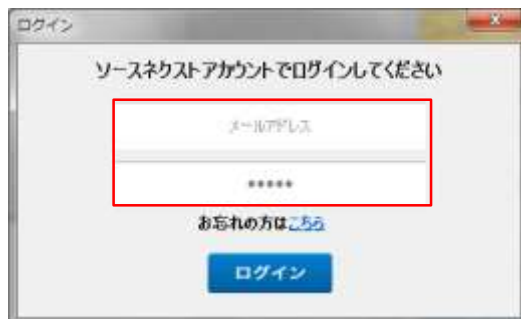 ログイン
ソースネクストアカウントでログインしてください
メールアドレス
*****
お忘れの方はこちら
ログイン